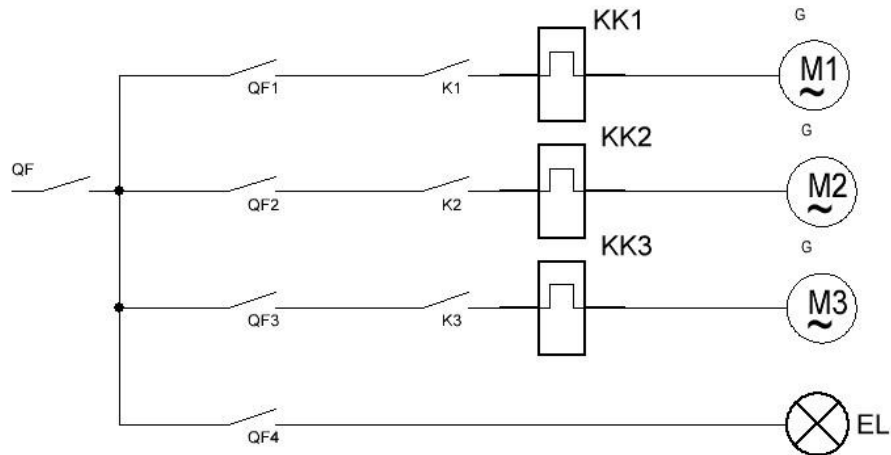 KK1
G
M1
~
QF1
K1
KK2
G
QF
M2
~
QF2
K2
KK3
G
M3
~
QF3
K3
EL
QF4